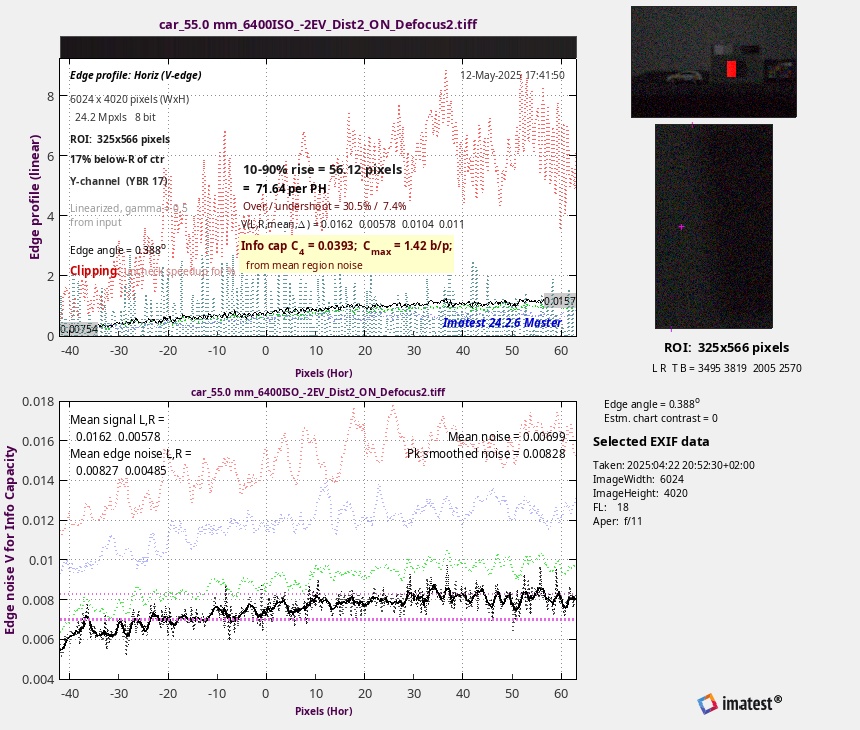 car_55.0 mm_6400ISO_-2EV_Dist2_ON_Defocus2.tiff
Edge profile: Horiz (V-edge)
12-May-2025 17:41:50
6024 x 4020 pixels (WxH)
24.2 Mpxls 8 bit
ROI: 325x566 pixels
17% below-R of ctr
Y-channel (YBR 17)
Linearized, gamma = 0.5
from input
Edge angle = 0.388°
Clipping: uncheck speedup for %
10-90% rise = 56.12 pixels
= 71.64 per PH
Over / undershoot = 30.5% / 7.4%
V(L,R,mean,Δ) = 0.0162 0.00578 0.0104 0.011
Info cap C4 = 0.0393; Cmax = 1.42 b/p;
from mean region noise
0.0157
0.00754
Imatest 24.2.6 Master
Edge profile (linear)
8
6
4
2
0
-40 -30 -20 -10 0 10 20 30 40 50 60
Pixels (Hor)
car_55.0 mm_6400ISO_-2EV_Dist2_ON_Defocus2.tiff
Mean signal L,R =
0.0162 0.00578
Mean edge noise L,R =
0.00827 0.00485
Mean noise = 0.00699
Pk smoothed noise = 0.00828
Edge noise V for Info Capacity
0.018
0.016
0.014
0.012
0.01
0.008
0.006
0.004
-40 -30 -20 -10 0 10 20 30 40 50 60
Pixels (Hor)
ROI: 325x566 pixels
L R T B = 3495 3819 2005 2570
Edge angle = 0.388°
Estm. chart contrast = 0
Selected EXIF data
Taken: 2025:04:22 20:52:30+02:00
ImageWidth: 6024
ImageHeight: 4020
FL: 18
Aper: f/11
imatest®